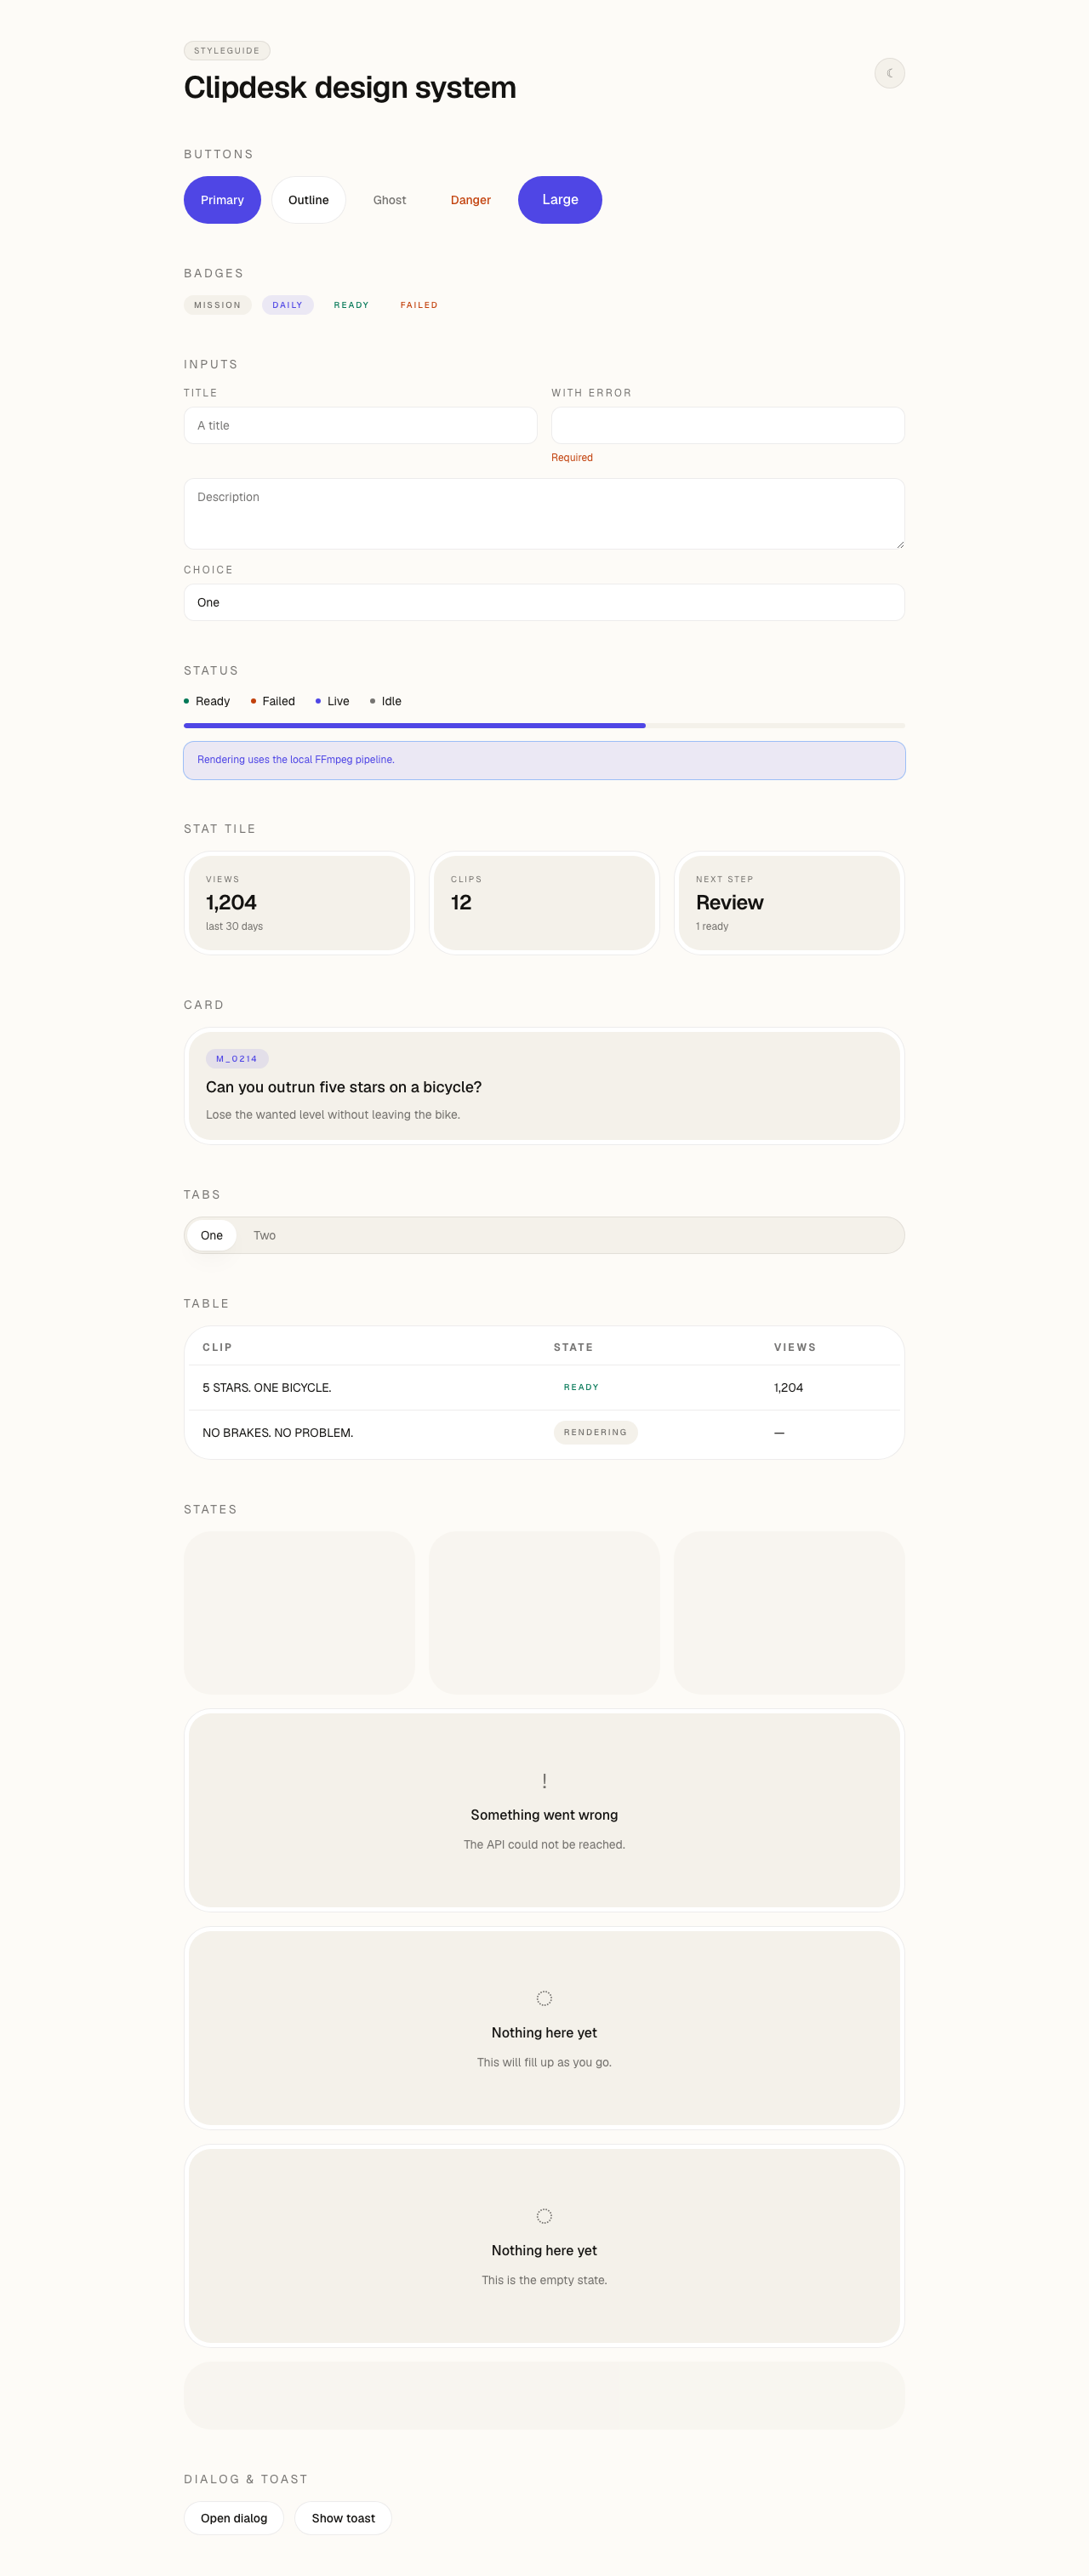 STYLEGUIDE
Clipdesk design system
BUTTONS
Primary Outline Ghost Danger Large
BADGES
MISSION DAILY READY FAILED
INPUTS
TITLE WITH ERROR
A title
Required
Description
CHOICE
One
STATUS
Ready Failed Live Idle
Rendering uses the local FFmpeg pipeline.
STAT TILE
VIEWS CLIPS NEXT STEP
1,204 12 Review
last 30 days 1 ready
CARD
M_0214
Can you outrun five stars on a bicycle?
Lose the wanted level without leaving the bike.
TABS
One Two
TABLE
CLIP STATE VIEWS
5 STARS. ONE BICYCLE. READY 1,204
NO BRAKES. NO PROBLEM. RENDERING —
STATES
!
Something went wrong
The API could not be reached.
Nothing here yet
This will fill up as you go.
Nothing here yet
This is the empty state.
DIALOG & TOAST
Open dialog Show toast